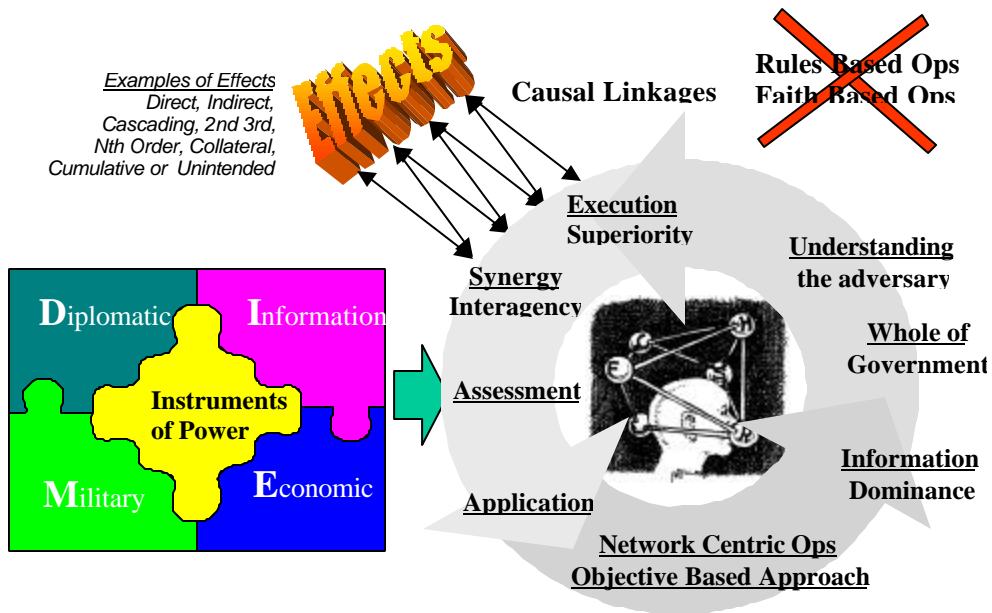 Examples of Effects
Direct, Indirect,
Cascading, 2nd 3rd,
Nth Order, Collateral,
Cumulative or Unintended
Effects
Causal Linkages
Rules Based Ops
Faith Based Ops
Execution
Superiority
Synergy
Interagency
Understanding
the adversary
Whole of
Government
Assessment
Information
Dominance
Application
Network Centric Ops
Objective Based Approach
Diplomatic
Information
Instruments
of Power
Military
Economic
E
H
R